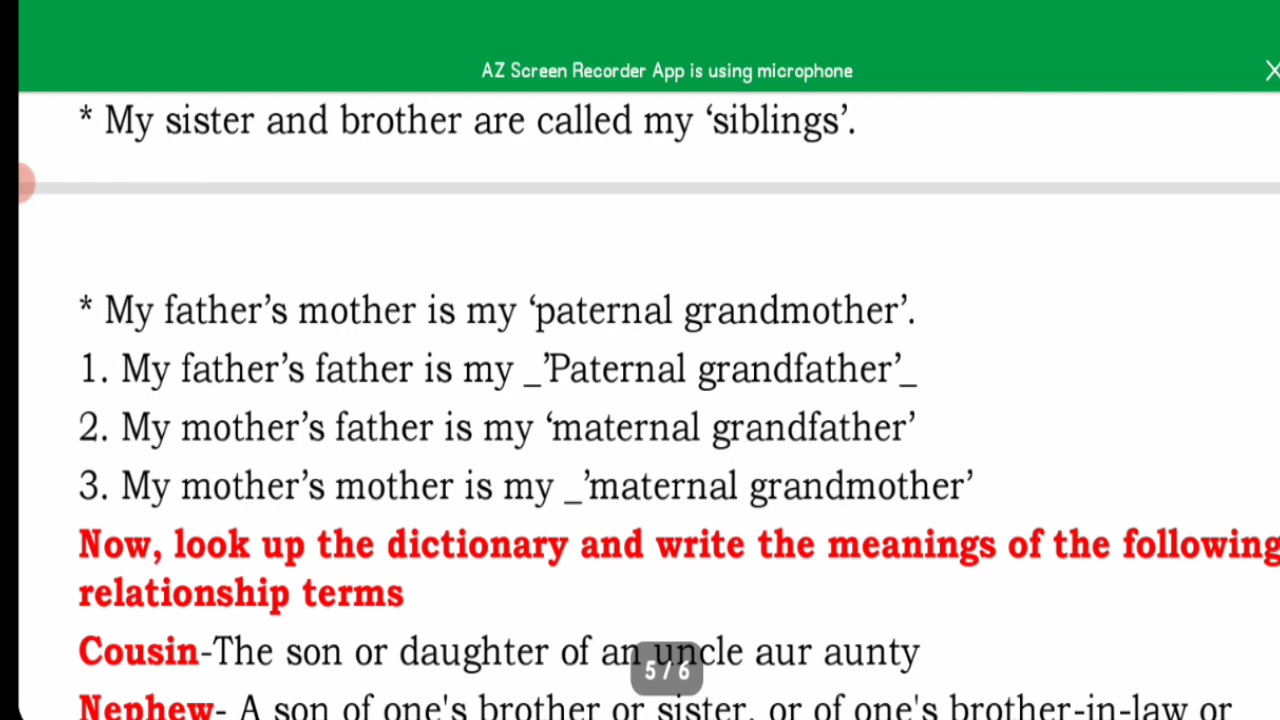 AZ Screen Recorder App is using microphone
* My sister and brother are called my ‘siblings’.
* My father’s mother is my ‘paternal grandmother’.
1. My father’s father is my _’Paternal grandfather’_
2. My mother’s father is my ‘maternal grandfather’
3. My mother’s mother is my _’maternal grandmother’
Now, look up the dictionary and write the meanings of the following
relationship terms
Cousin-The son or daughter of an uncle aur aunty
5 / 6
Nephew- A son of one's brother or sister, or of one's brother-in-law or